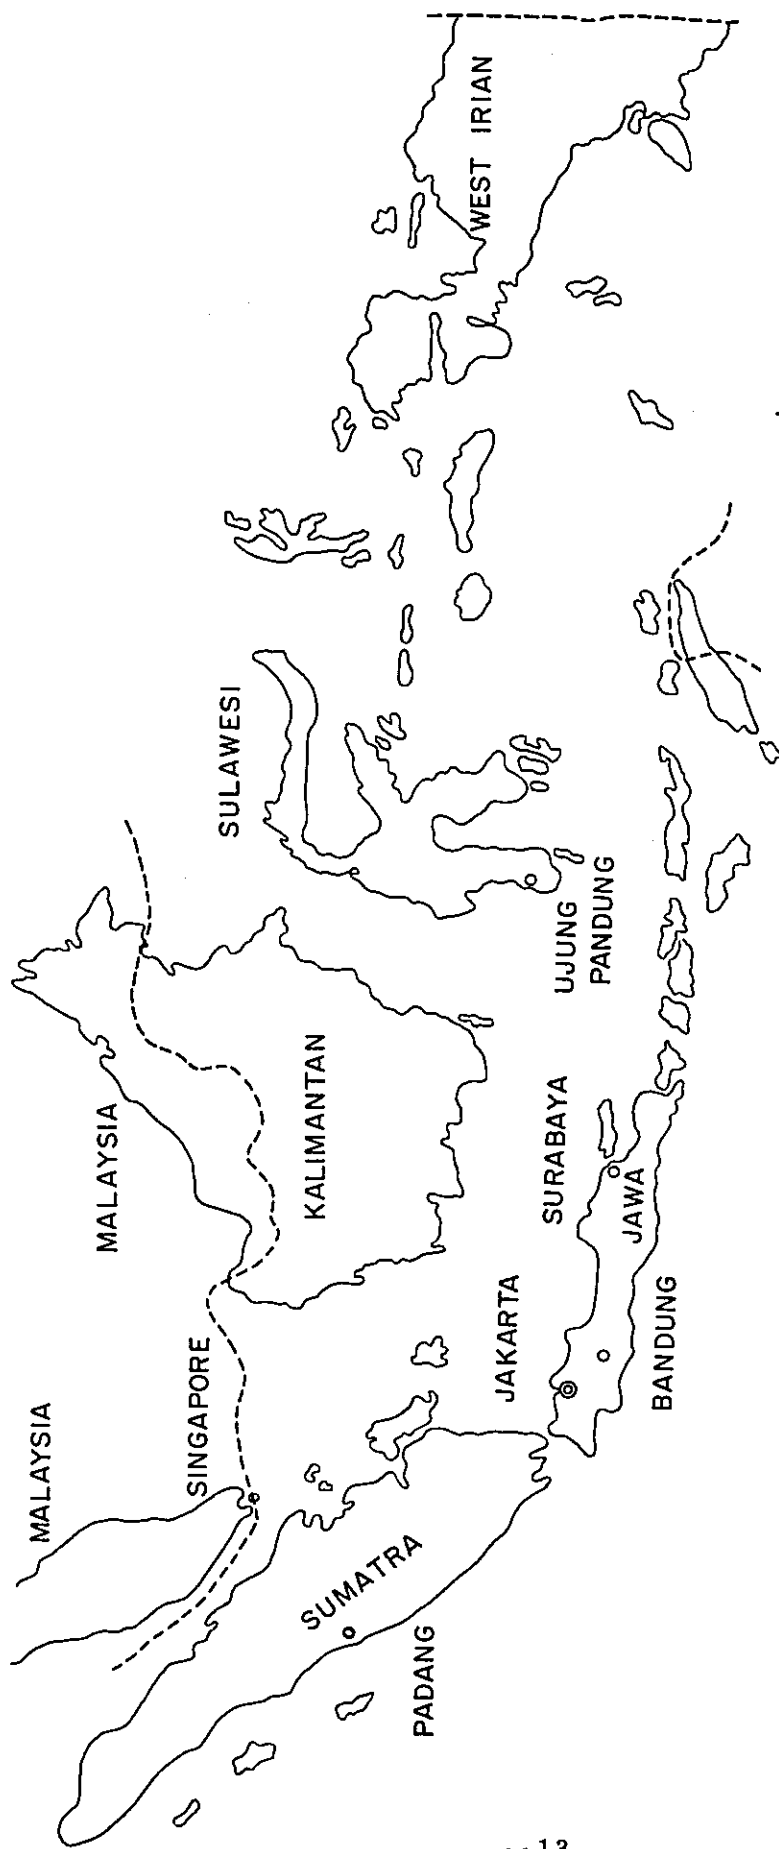 MALAYSIA
MALAYSIA
SINGAPORE
SULAWESI
WEST IRIAN
KALIMANTAN
SUMATRA
PADANG
JAKARTA
SURABAYA
UJUNG
PANDUNG
JAWA
BANDUNG